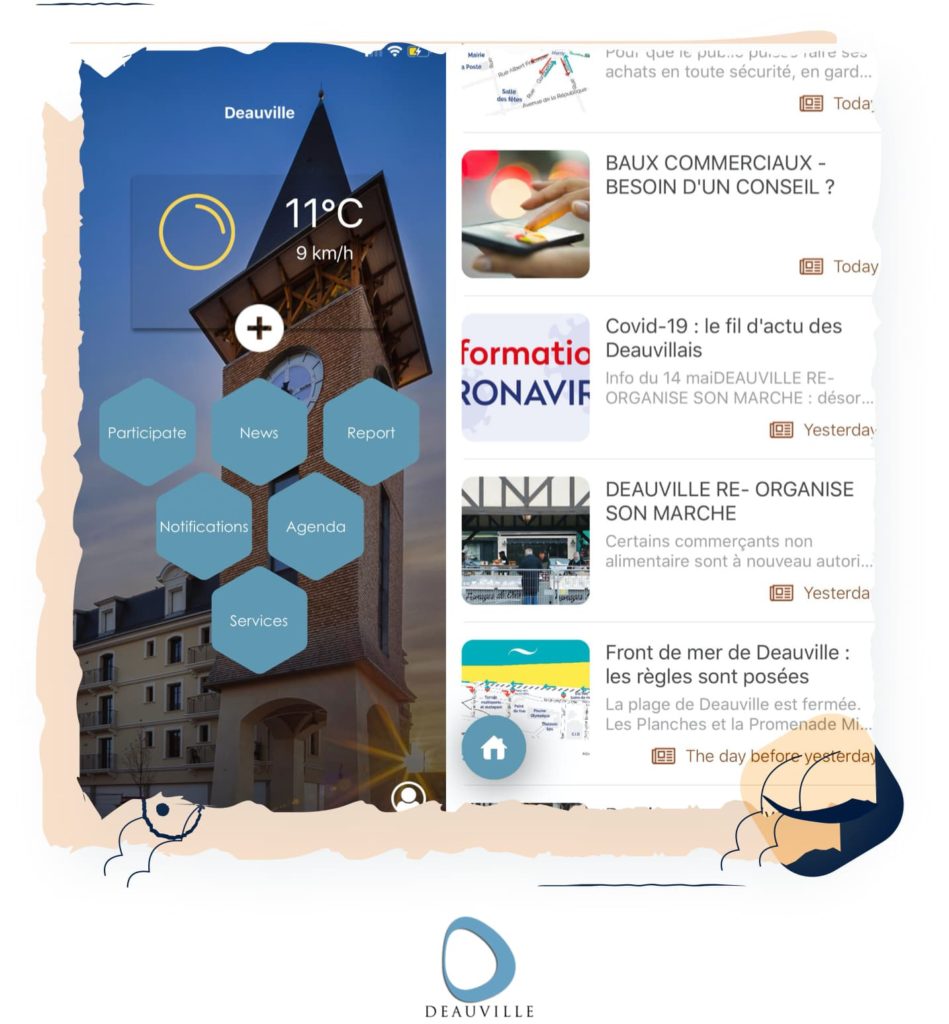 Deauville
11°C
9 km/h
Participate
News
Report
Notifications
Agenda
Services
Mairie
La Poste
Rue Albert
Salle
des fêtes
Avenue de la République
Pour que le public puisse faire ses
achats en toute sécurité, en gard...
Today
BAUX COMMERCIAUX -
BESOIN D'UN CONSEIL ?
Today
formatio
RONAVIR
Covid-19 : le fil d'actu des
Deauvillais
Info du 14 maiDEAUVILLE RE-
ORGANISE SON MARCHE : désor...
Yesterday
DEAUVILLE RE- ORGANISE
SON MARCHE
Certains commerçants non
alimentaire sont à nouveau autori...
Yesterda
Front de mer de Deauville :
les règles sont posées
La plage de Deauville est fermée.
Les Planches et la Promenade Mi...
The day before yesterday
DEAUVILLE